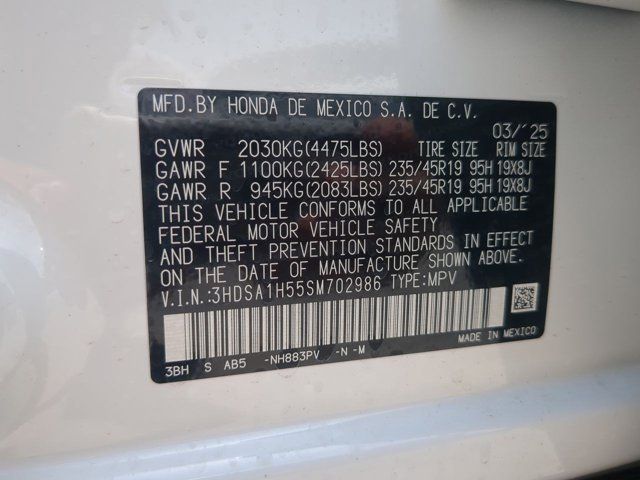 MFD.BY HONDA DE MEXICO S.A. DE C.V.
03/´25
GVWR 2030KG(4475LBS) TIRE SIZE RIM SIZE
GAWR F 1100KG(2425LBS) 235/45R19 95H 19X8J
GAWR R 945KG(2083LBS) 235/45R19 95H 19X8J
THIS VEHICLE CONFORMS TO ALL APPLICABLE
FEDERAL MOTOR VEHICLE SAFETY
AND THEFT PREVENTION STANDARDS IN EFFECT
ON THE DATE OF MANUFACTURE SHOWN ABOVE.
V.I.N.:3HDSA1H55SM702986 TYPE:MPV
MADE IN MEXICO
3BH S AB5 -NH883PV -N -M